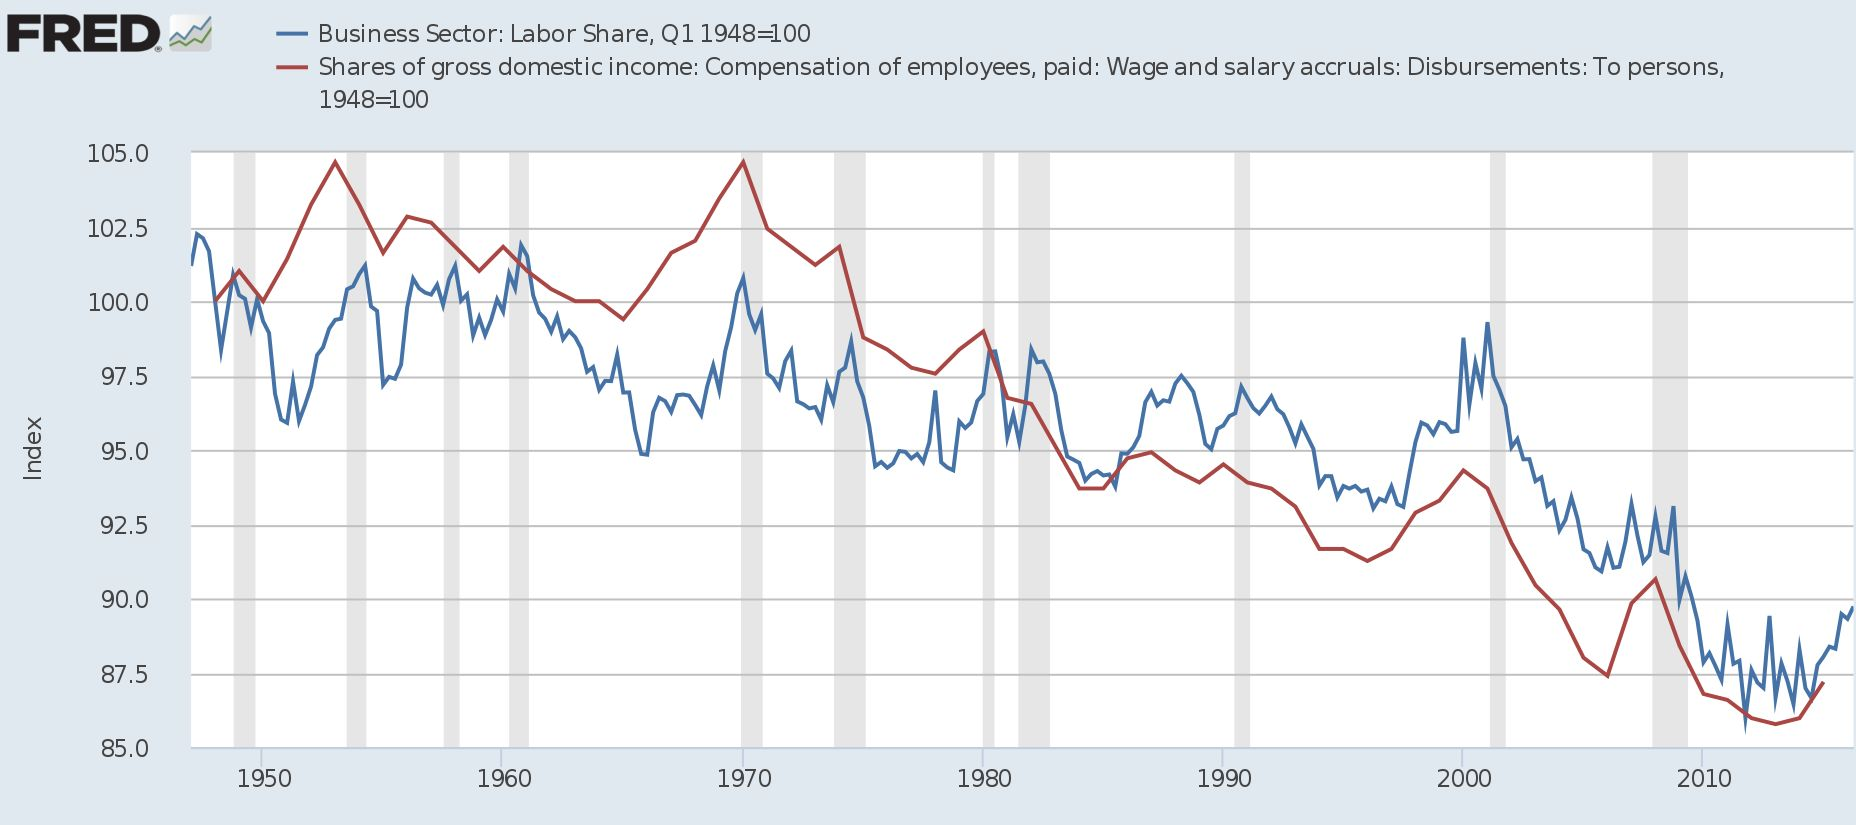 FRED®
Business Sector: Labor Share, Q1 1948=100
Shares of gross domestic income: Compensation of employees, paid: Wage and salary accruals: Disbursements: To persons,
1948=100
105.0
102.5
100.0
97.5
95.0
92.5
90.0
87.5
85.0
Index
1950 1960 1970 1980 1990 2000 2010